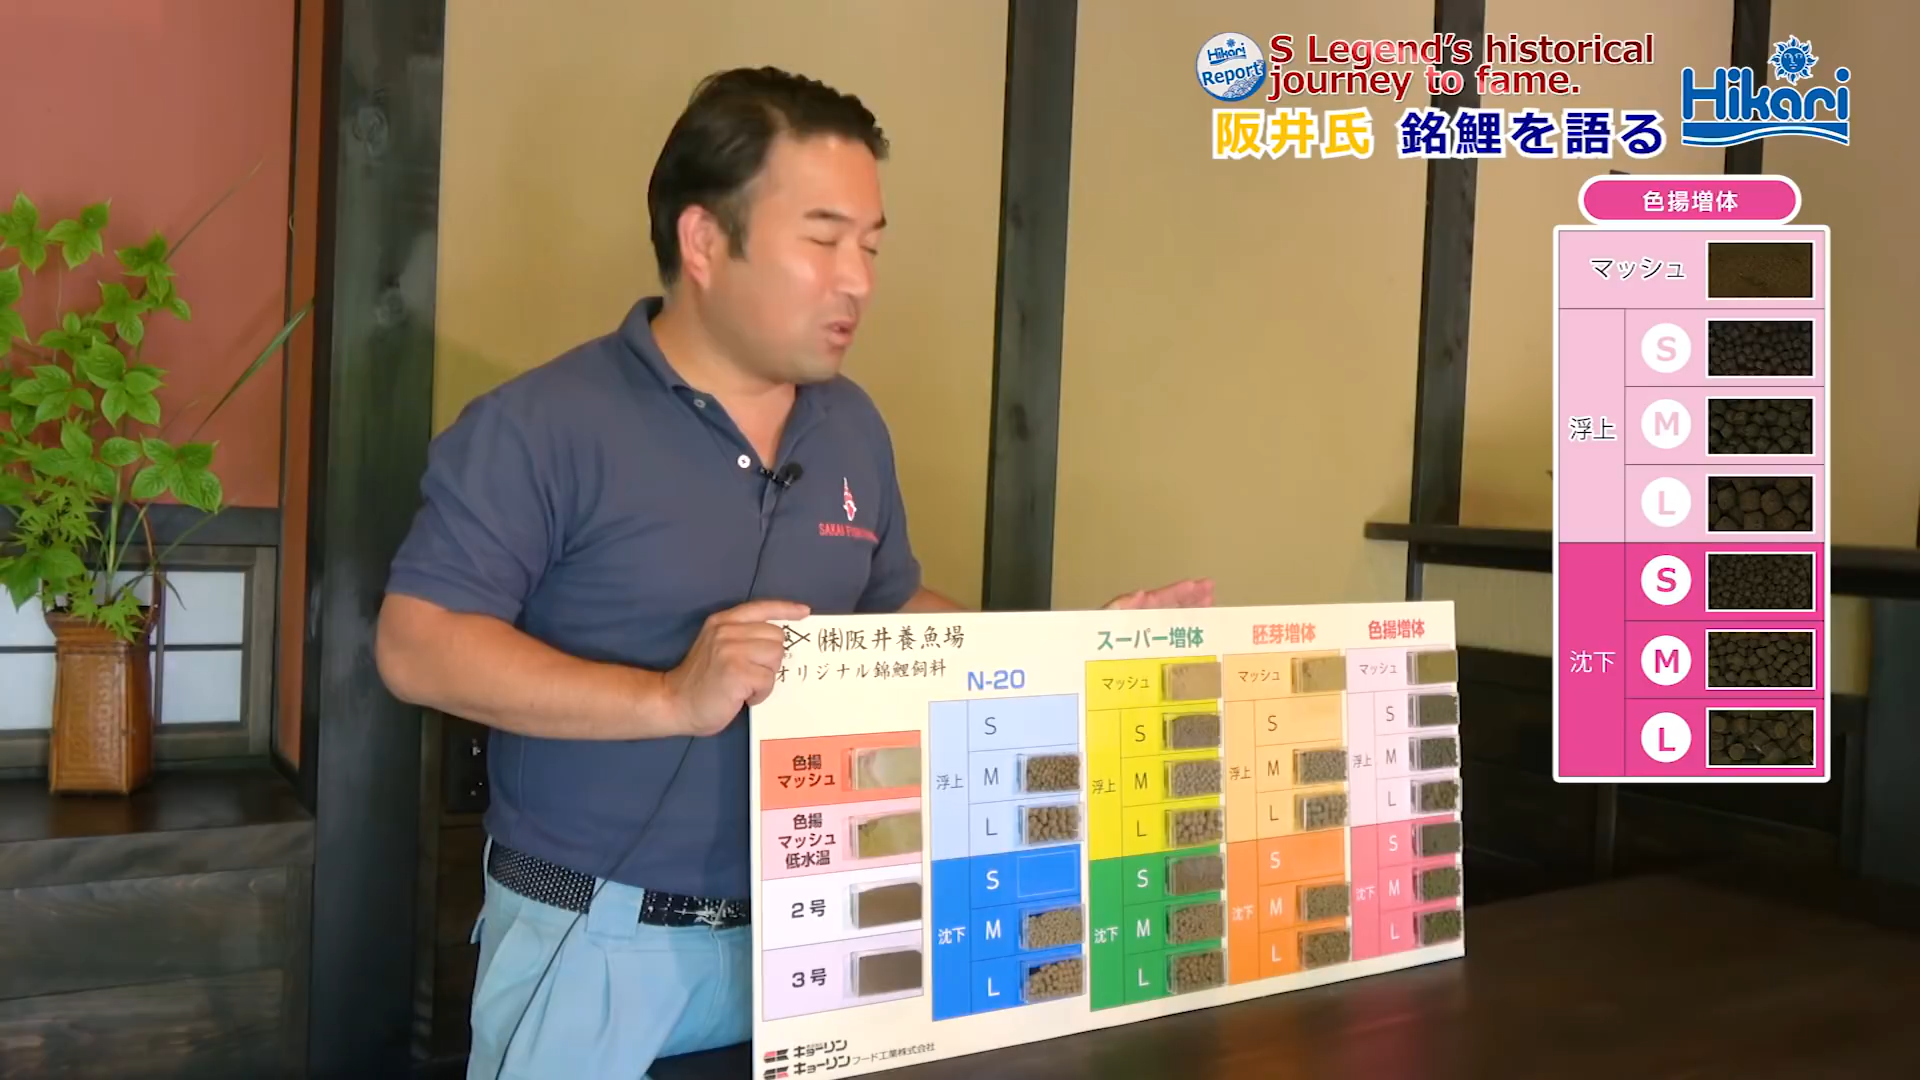 Hikari
Report
S Legend's historical
journey to fame.
阪井氏 銘鯉を語る
Hikari
色揚増体
マッシュ
浮上
S
M
L
沈下
S
M
L
SAKAI
㈱阪井養魚場
オリジナル錦鯉飼料
色揚
マッシュ
色揚
マッシュ
低水温
2号
3号
N-20
浮上
S
M
L
沈下
S
M
L
スーパー増体
マッシュ
浮上
S
M
L
沈下
S
M
L
胚芽増体
マッシュ
浮上
S
M
L
沈下
S
M
L
色揚増体
マッシュ
浮上
S
M
L
沈下
S
M
L
キョーリン
キョーリンフード工業株式会社